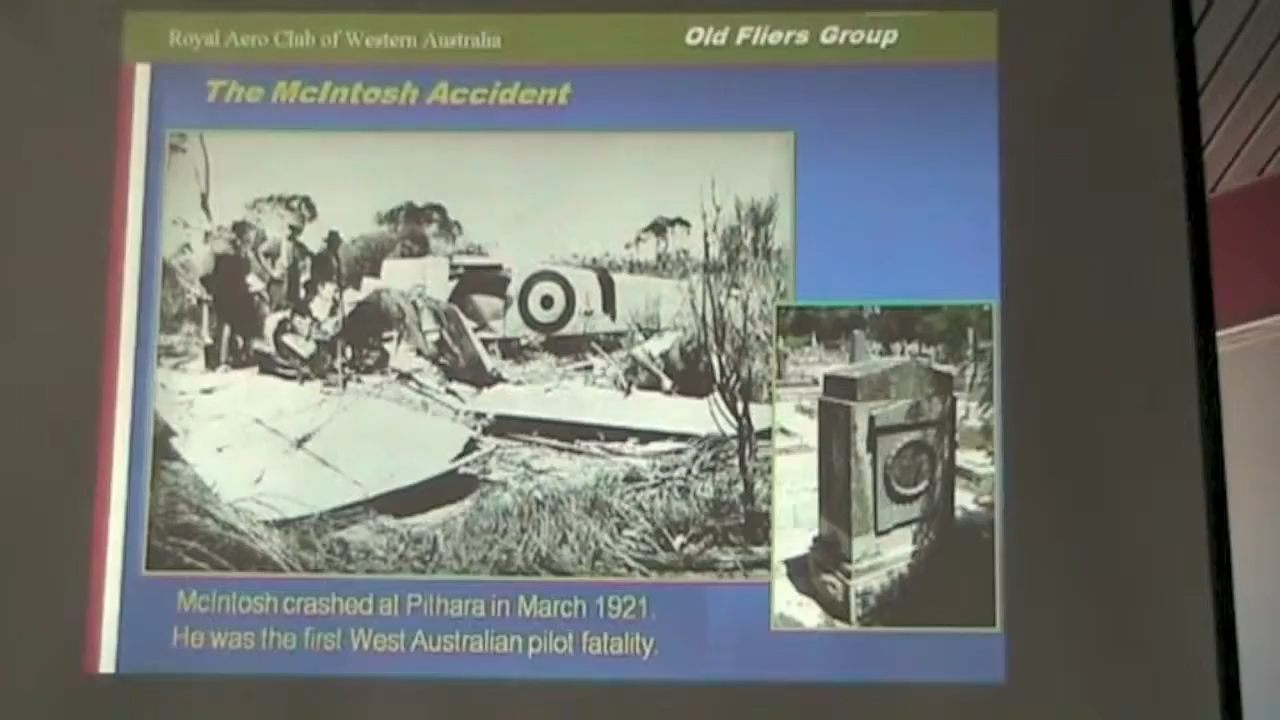 Royal Aero Club of Western Australia
Old Fliers Group
The McIntosh Accident
McIntosh crashed at Pithara in March 1921.
He was the first West Australian pilot fatality.